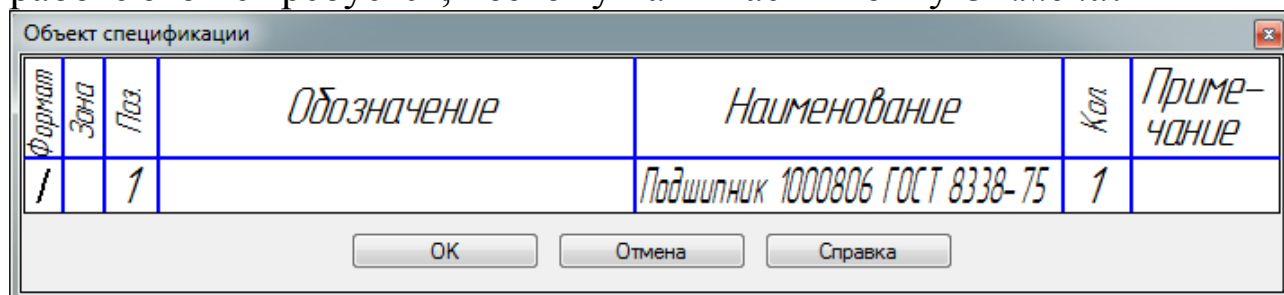 Объект спецификации
Формат Зона Поз. Обозначение Наименование Кол. Приме-
чание
/ 1 Подшипник 1000806 ГОСТ 8338-75 1
OK Отмена Справка